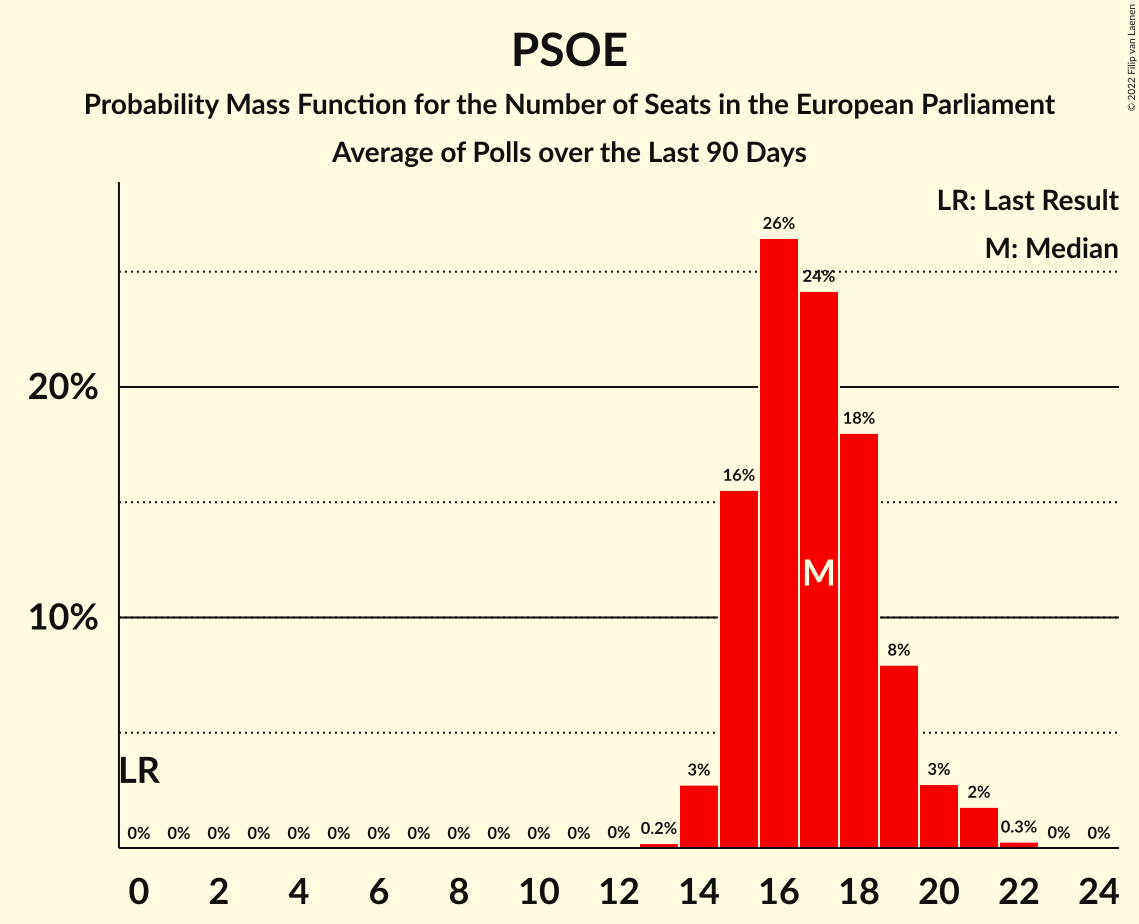 PSOE
Probability Mass Function for the Number of Seats in the European Parliament
Average of Polls over the Last 90 Days
© 2022 Filip van Laenen
LR: Last Result
M: Median
26%
24%
20%
18%
16%
M
10%
8%
LR
3%
3%
2%
0% 0% 0% 0% 0% 0% 0% 0% 0% 0% 0% 0% 0% 0.2% 0.3% 0% 0%
0 2 4 6 8 10 12 14 16 18 20 22 24